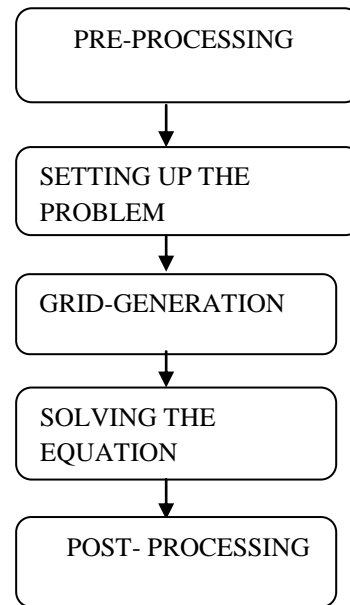 PRE-PROCESSING
SETTING UP THE
PROBLEM
GRID-GENERATION
SOLVING THE
EQUATION
POST- PROCESSING